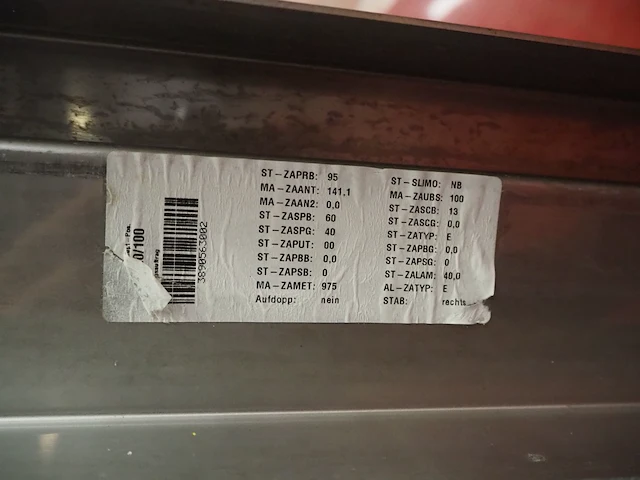 ST-ZAPRB: 95
MA-ZAANT: 141,1
MA-ZAAN2: 0,0
ST-ZASPB: 60
ST-ZASPG: 40
ST-ZAPUT: 00
ST-ZAPBB: 0,0
ST-ZAPSB: 0
MA-ZAMET: 975
Aufdopp: nein
ST-SLIMO: NB
MA-ZAUBS: 100
ST-ZASCB: 13
ST-ZASCG: 0,0
ST-ZATYP: E
ST-ZAPBG: 0,0
ST-ZAPSG: 0
ST-ZALAM: 40,0
AL-ZATYP: E
STAB: rechts
0/100
3890563002